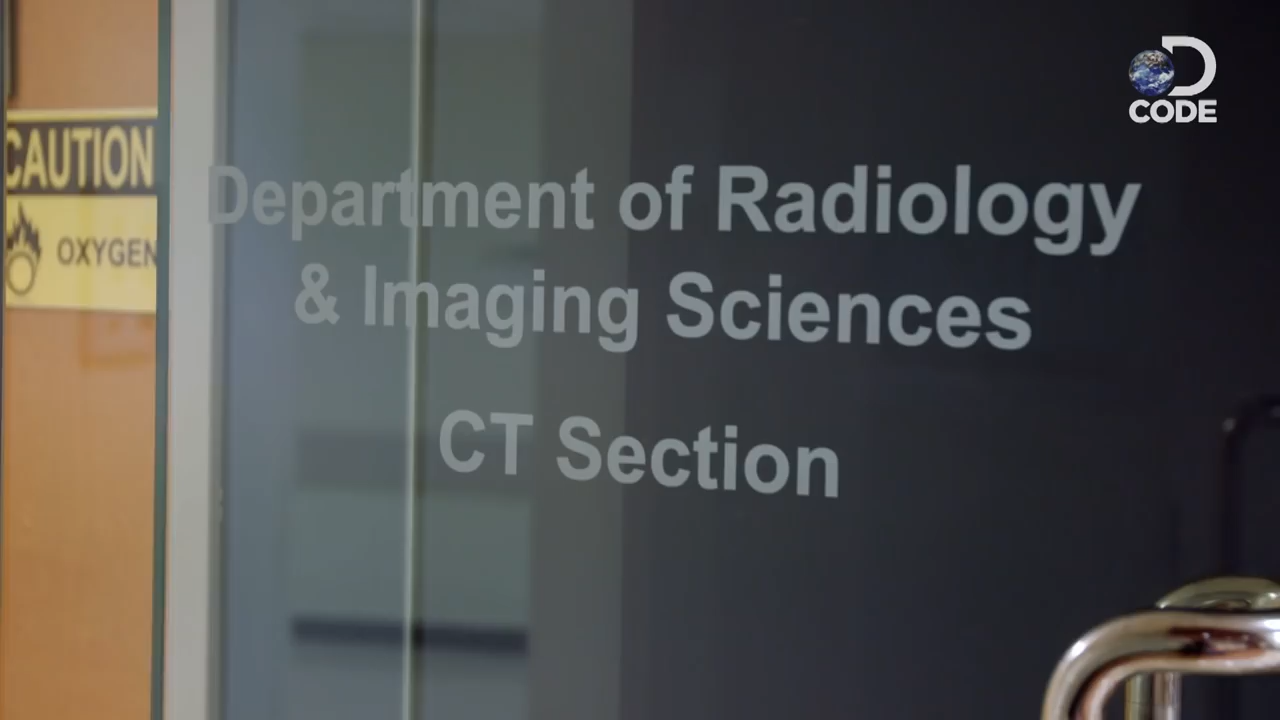 CAUTION
OXYGEN
Department of Radiology
& Imaging Sciences
CT Section
D
CODE